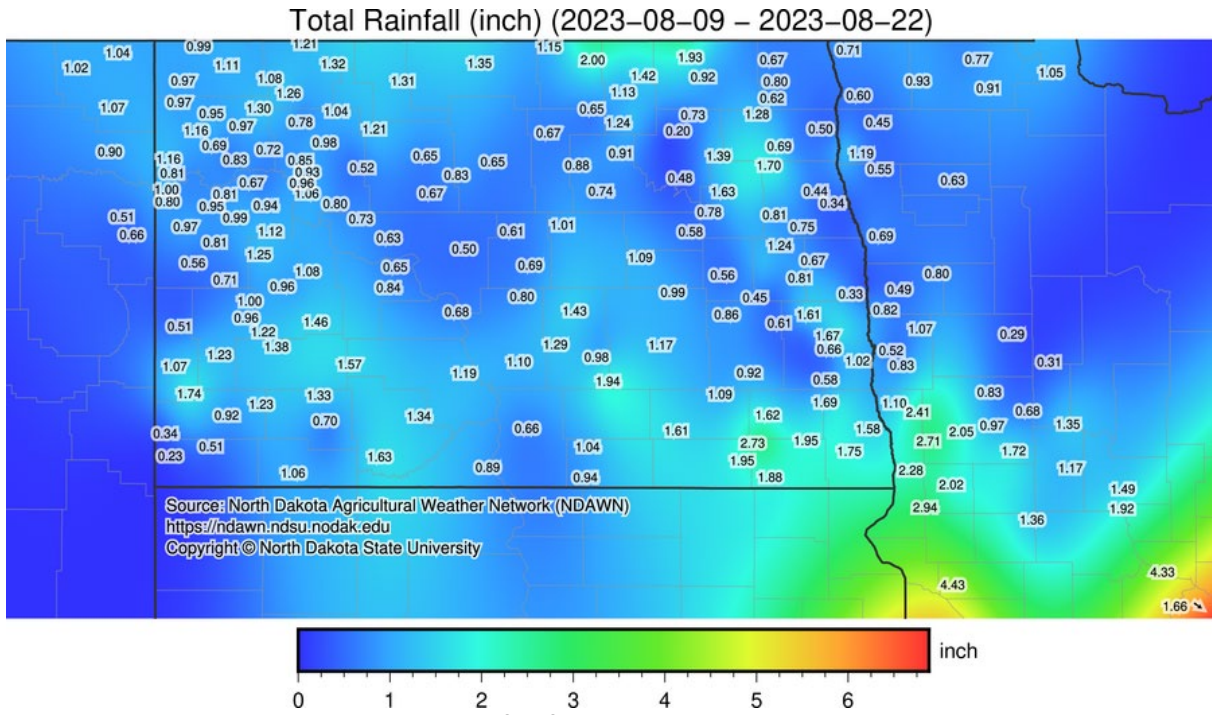 Total Rainfall (inch) (2023-08-09 - 2023-08-22)
1.04 0.99 1.21 1.15 0.71
1.02 1.11 1.32 1.35 2.00 1.93 0.67 0.77
0.97 1.08 1.31 1.42 0.92 0.80 0.93 1.05
1.26 1.13 0.62 0.60 0.91
1.07 0.97 0.95 1.30 1.04 0.65 0.73 1.28
1.16 0.97 0.78 1.21 0.67 1.24 0.20 0.50 0.45
0.69 0.72 0.98 0.69
0.90 1.16 0.83 0.85 0.65 0.65 0.91 1.39 1.19
0.81 0.93 0.52 0.83 0.88 1.70 0.55
1.00 0.67 0.96 0.48 0.63
0.80 0.81 1.06 0.67 0.74 1.63 0.44
0.95 0.94 0.80 0.78 0.34
0.51 0.99 0.73 0.81
0.66 0.97 1.12 0.63 0.61 1.01 0.58 0.75 0.69
0.81 1.25 0.50 1.24
0.56 0.65 0.69 1.09 0.67
0.71 1.08 0.84 0.56 0.81 0.80
1.00 0.96 0.80 0.99 0.45 0.33 0.49
0.96 0.68 1.43 0.86 1.61 0.82
0.51 1.22 1.46 0.61 1.07
1.38 1.29 1.17 1.67 0.29
1.07 1.23 1.57 1.10 0.98 0.66 1.02 0.52 0.31
1.19 1.94 0.92 0.58 0.83
1.74 1.23 1.33 1.09 1.69 1.10 0.83
0.92 0.70 1.34 1.62 2.41 0.68
0.34 0.66 1.61 1.58 2.05 0.97 1.35
0.23 0.51 1.63 1.04 2.73 1.95 1.75 2.71 1.72
1.06 0.89 0.94 1.95 1.88 2.28 2.02 1.17
1.49
2.94 1.36 1.92
Source: North Dakota Agricultural Weather Network (NDAWN)
https://ndawn.ndsu.nodak.edu
Copyright © North Dakota State University
4.43 4.33
1.66
inch
0 1 2 3 4 5 6